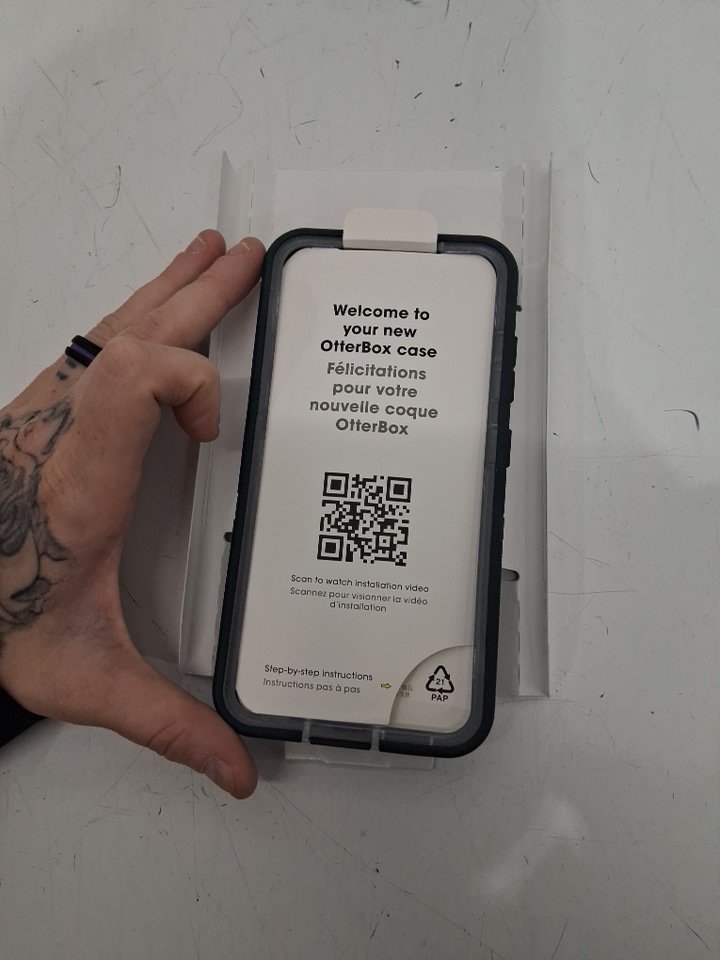 Welcome to
your new
OtterBox case
Félicitations
pour votre
nouvelle coque
OtterBox
Scan to watch installation video
Scannez pour visionner la vidéo
d'installation
Step-by-step instructions
Instructions pas à pas
21
PAP